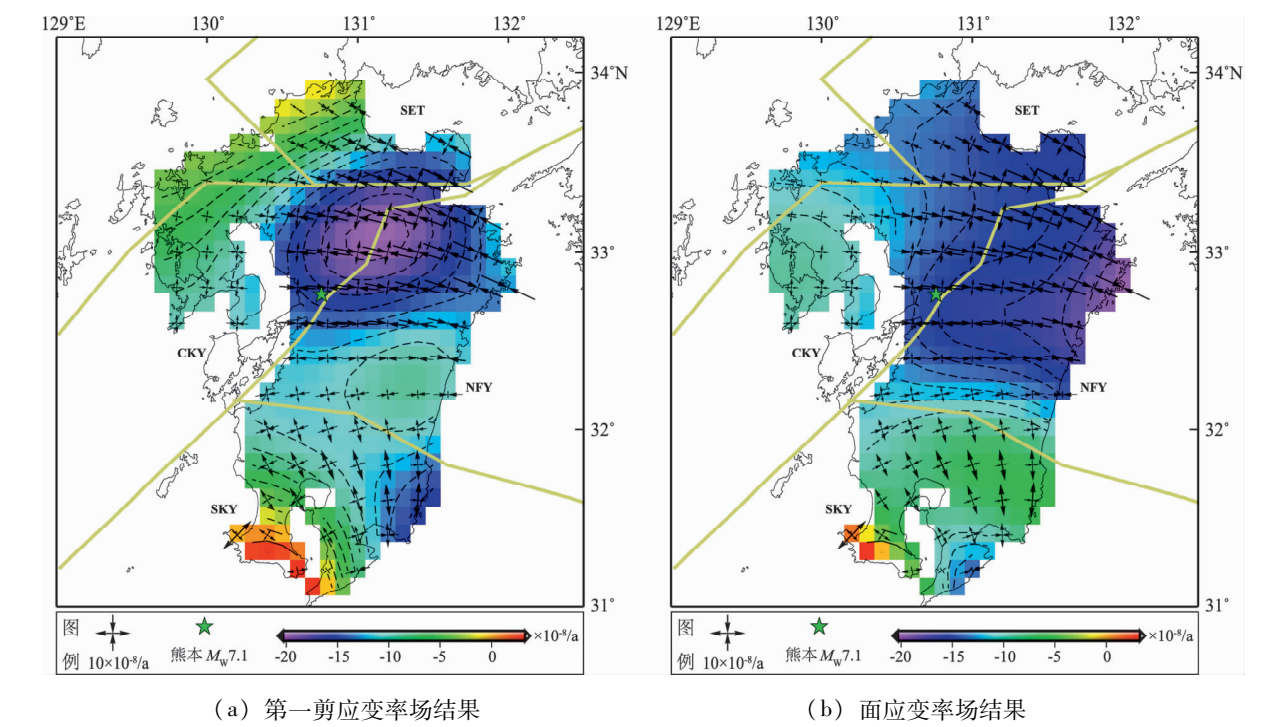 129°E 130° 131° 132°
129°E 130° 131° 132°
34°N
34°N
SET
SET
33°
33°
CKY
CKY
NFY
NFY
32°
32°
SKY
SKY
31°
31°
图
例 10×10⁻⁸/a
熊本 Mw7.1
-20 -15 -10 -5 0
×10⁻⁸/a
图
例 10×10⁻⁸/a
熊本 Mw7.1
-20 -15 -10 -5 0
×10⁻⁸/a
(a) 第一剪应变率场结果
(b) 面应变率场结果